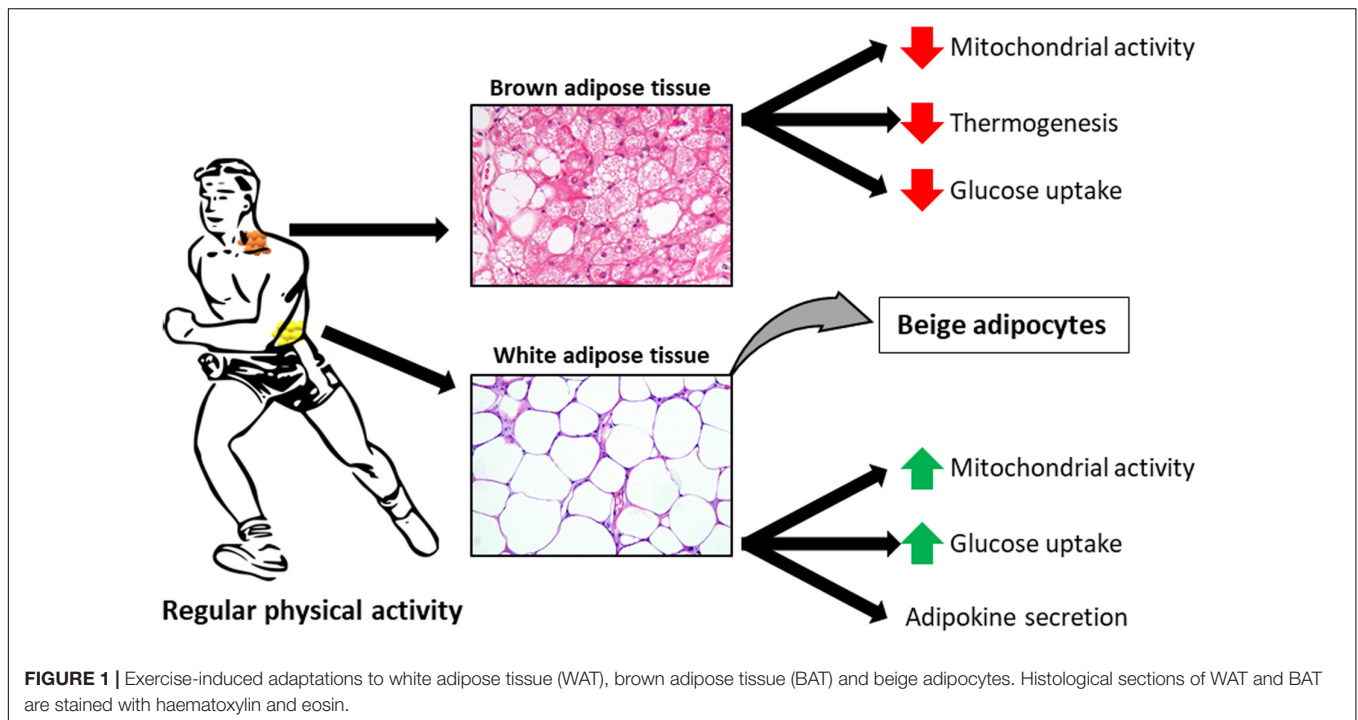 Brown adipose tissue
Mitochondrial activity
Thermogenesis
Glucose uptake
Beige adipocytes
White adipose tissue
Mitochondrial activity
Glucose uptake
Adipokine secretion
Regular physical activity
FIGURE 1 | Exercise-induced adaptations to white adipose tissue (WAT), brown adipose tissue (BAT) and beige adipocytes. Histological sections of WAT and BAT
are stained with haematoxylin and eosin.